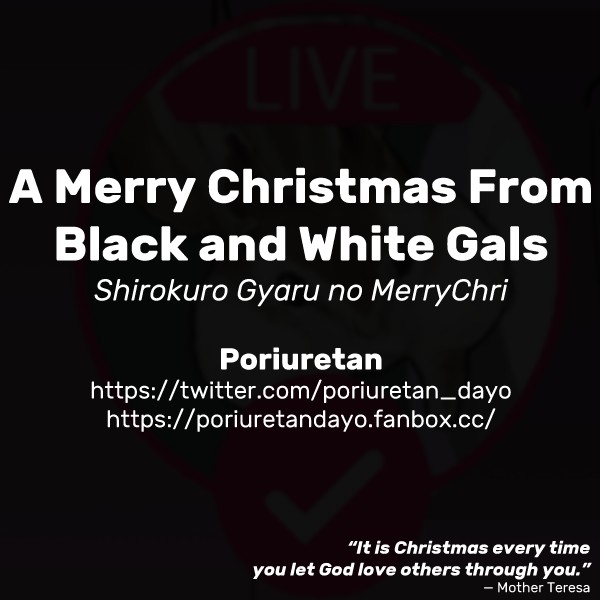 LIVE
A Merry Christmas From
Black and White Gals
Shirokuro Gyaru no MerryChri
Poriuretan
https://twitter.com/poriuretan_dayo
https://poriuretandayo.fanbox.cc/
“It is Christmas every time
you let God love others through you.”
— Mother Teresa